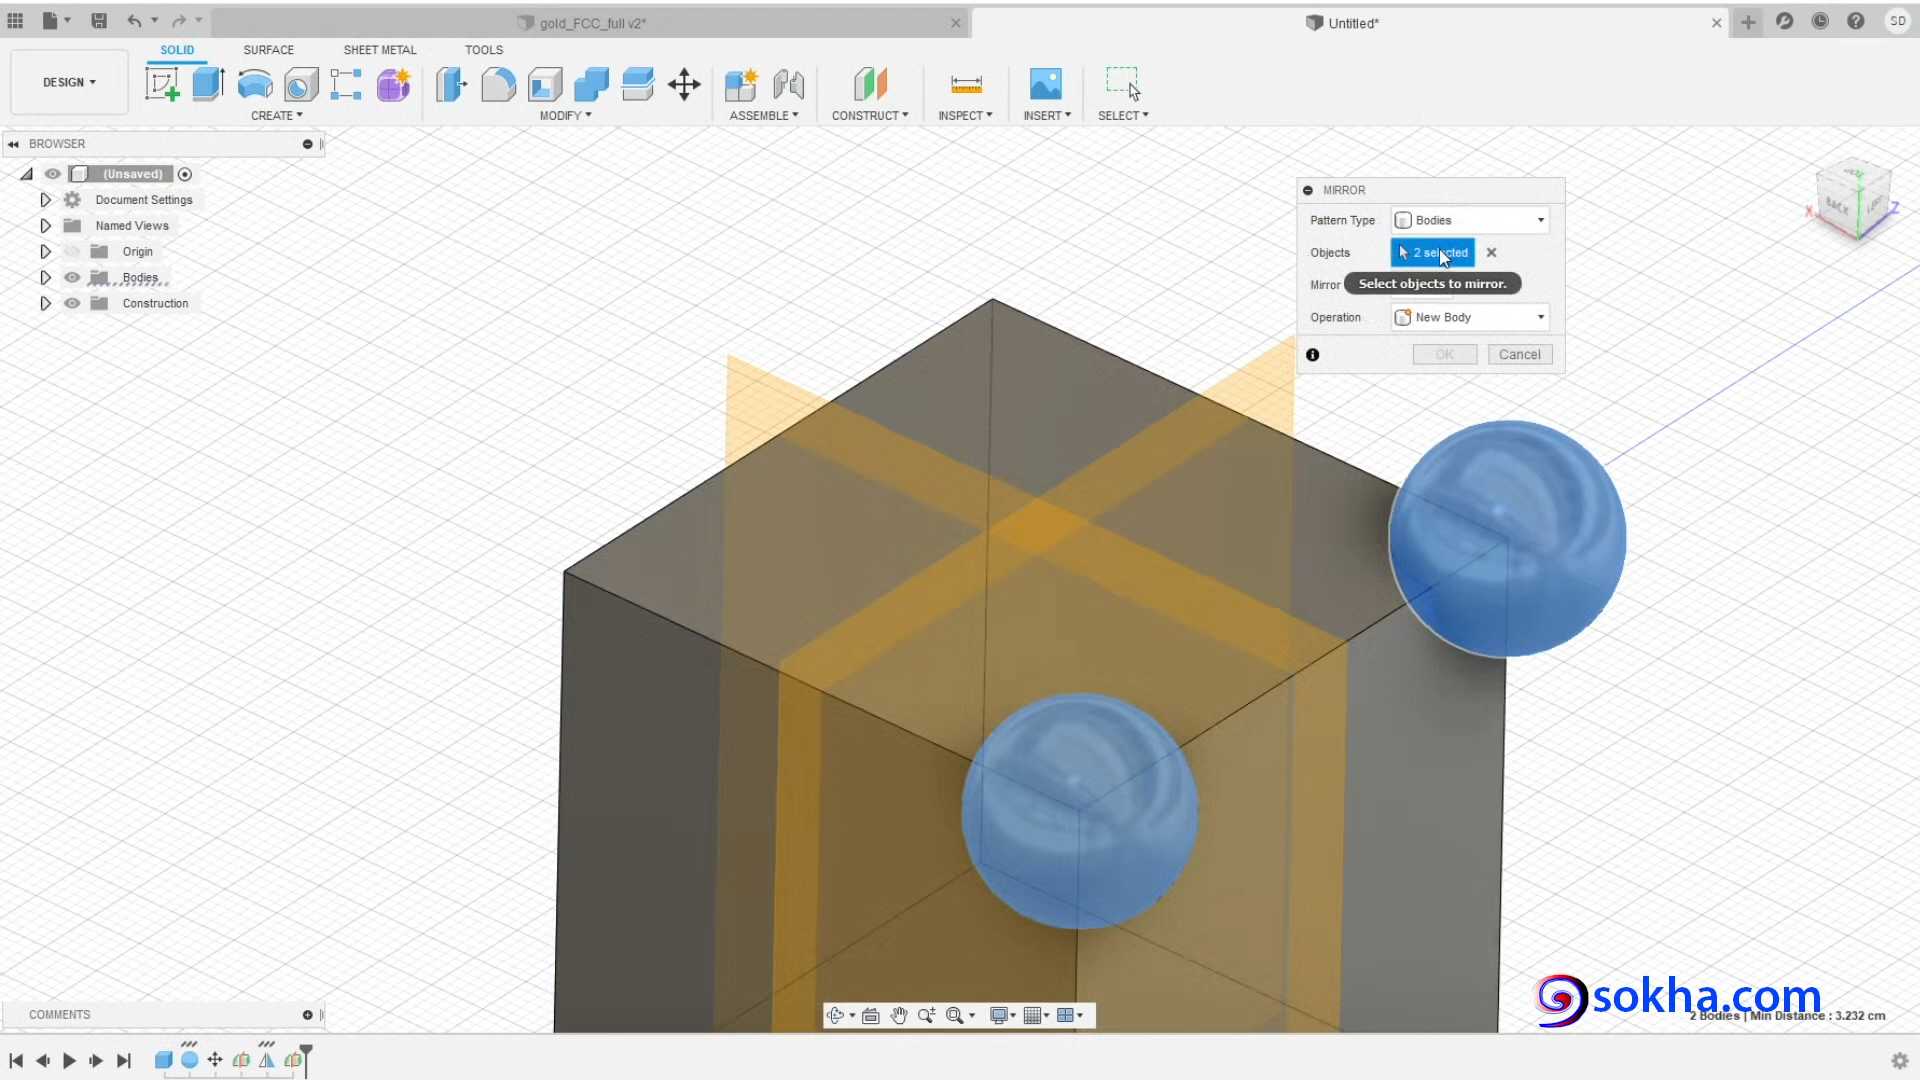 gold_FCC_full v2*
Untitled*
SD
DESIGN
SOLID
SURFACE
SHEET METAL
TOOLS
CREATE
MODIFY
ASSEMBLE
CONSTRUCT
INSPECT
INSERT
SELECT
BROWSER
(Unsaved)
Document Settings
Named Views
Origin
Bodies
Construction
MIRROR
Pattern Type
Bodies
Objects
2 selected
Mirror
Select objects to mirror.
Operation
New Body
OK
Cancel
BACK
LEFT
X
Z
sokha.com
2 Bodies | Min Distance : 3.232 cm
COMMENTS